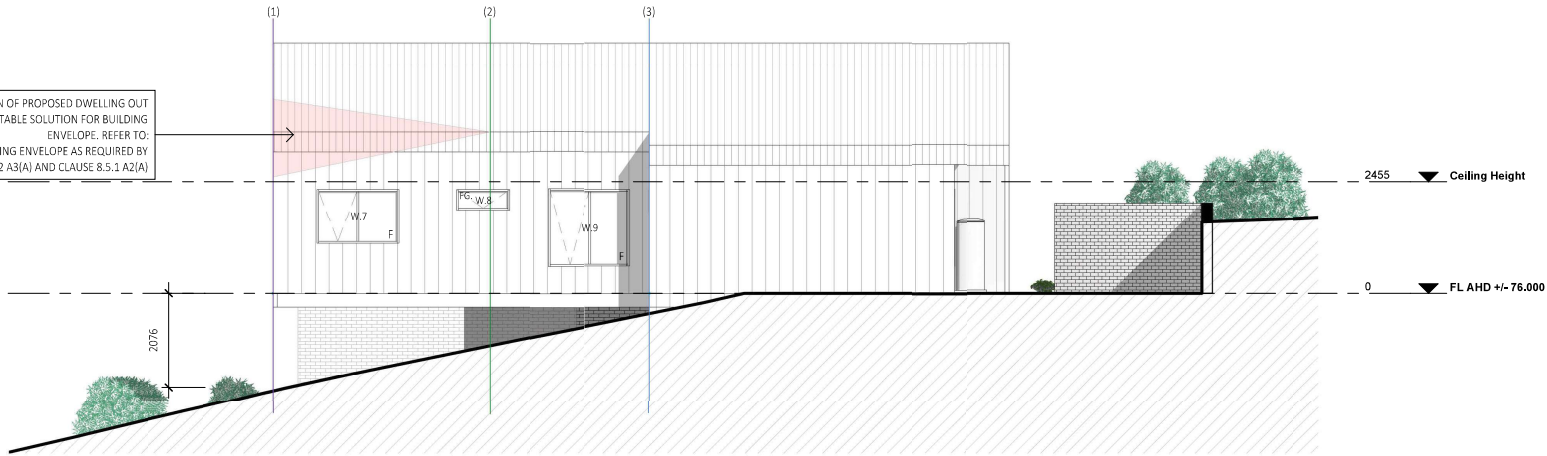 (1) (2) (3)
N OF PROPOSED DWELLING OUT
TABLE SOLUTION FOR BUILDING
ENVELOPE. REFER TO:
ING ENVELOPE AS REQUIRED BY
2 A3(A) AND CLAUSE 8.5.1 A2(A)
2455 Ceiling Height
W.7
F
FG.
W.8
W.9
F
0 FL AHD +/- 76.000
2076